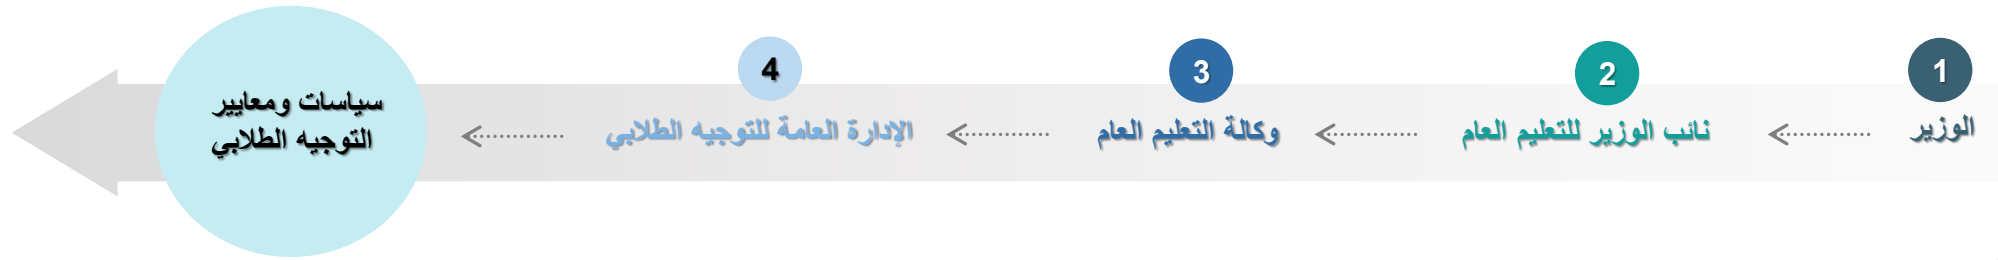 1
الوزير
2
نائب الوزير للتعليم العام
3
وكالة التعليم العام
4
الإدارة العامة للتوجيه الطلابي
سياسات ومعايير
التوجيه الطلابي